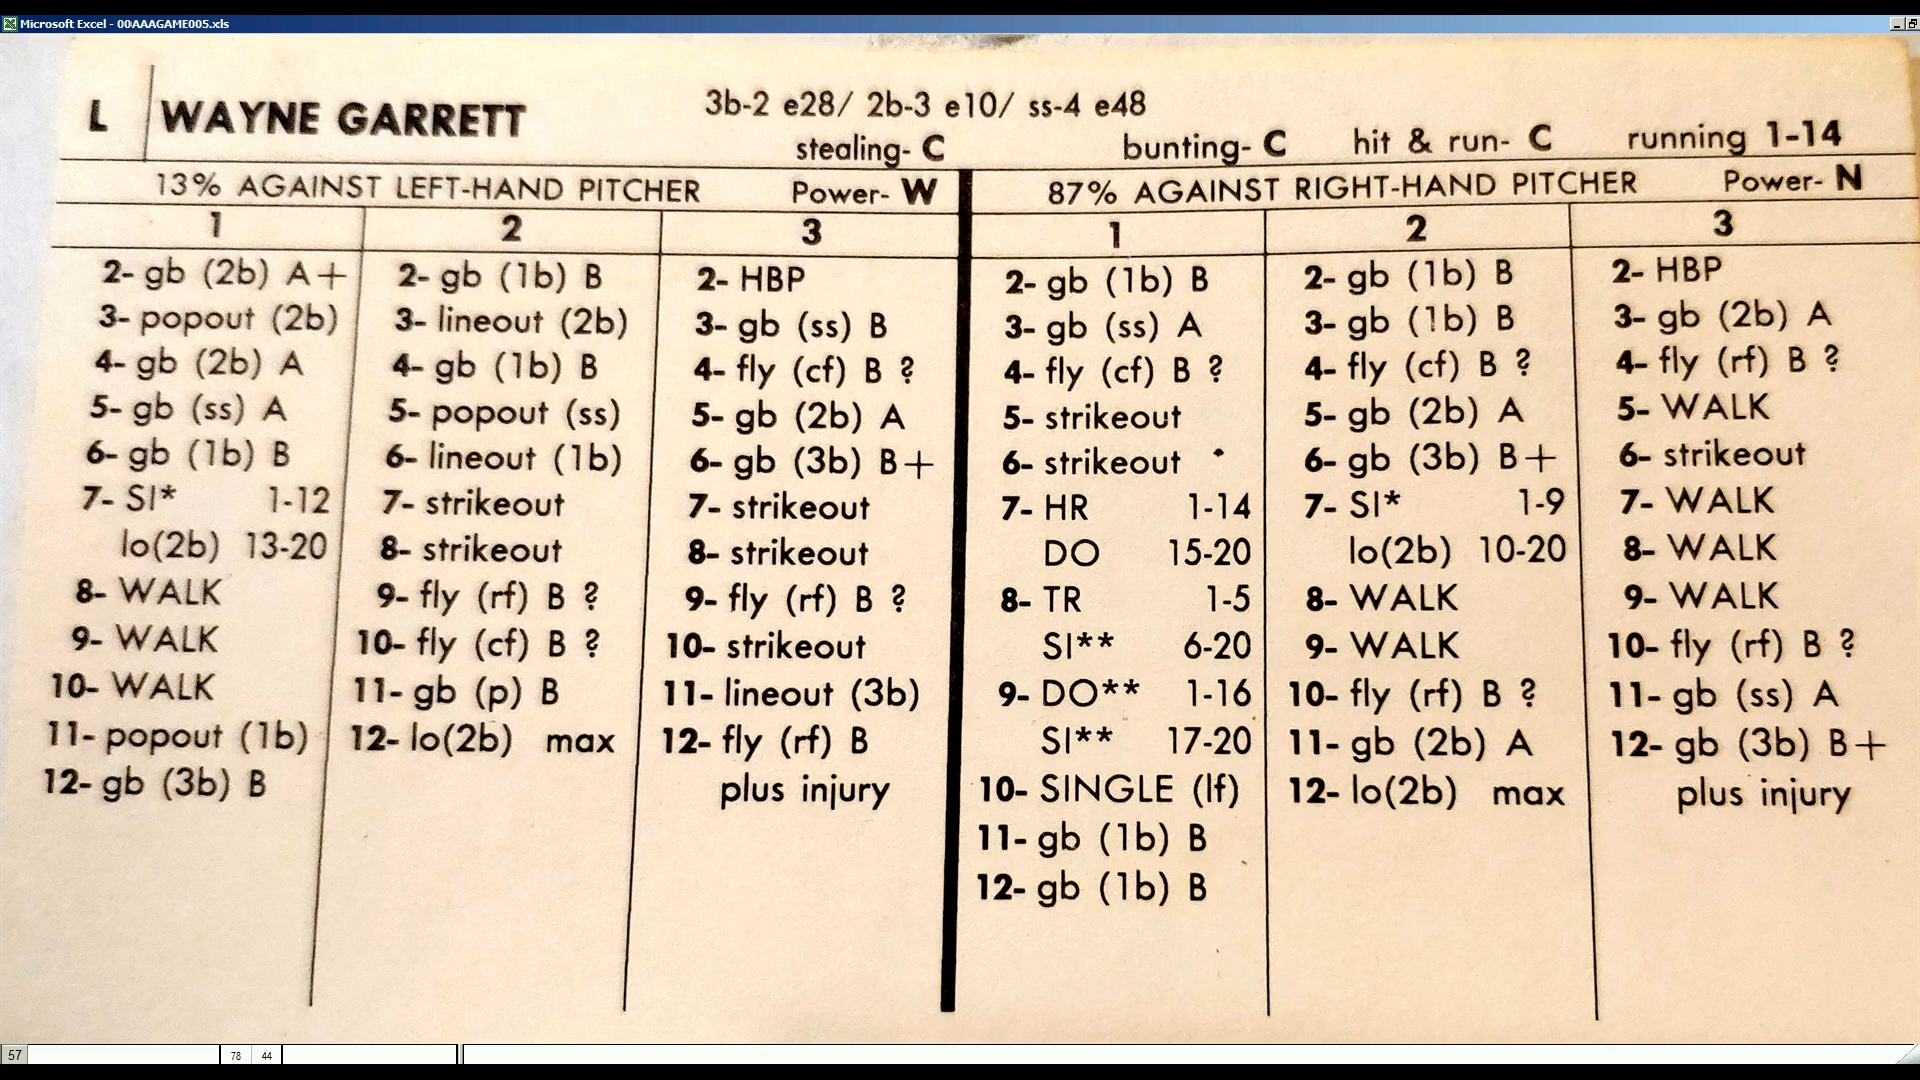 Microsoft Excel - 00AAAGAME005.xls
L WAYNE GARRETT
3b-2 e28/ 2b-3 e10/ ss-4 e48
stealing- C bunting- C hit & run- C running 1-14
13% AGAINST LEFT-HAND PITCHER Power- W
1
2- gb (2b) A+
3- popout (2b)
4- gb (2b) A
5- gb (ss) A
6- gb (1b) B
7- SI* 1-12
lo(2b) 13-20
8- WALK
9- WALK
10- WALK
11- popout (1b)
12- gb (3b) B
2
2- gb (1b) B
3- lineout (2b)
4- gb (1b) B
5- popout (ss)
6- lineout (1b)
7- strikeout
8- strikeout
9- fly (rf) B ?
10- fly (cf) B ?
11- gb (p) B
12- lo(2b) max
3
2- HBP
3- gb (ss) B
4- fly (cf) B ?
5- gb (2b) A
6- gb (3b) B+
7- strikeout
8- strikeout
9- fly (rf) B ?
10- strikeout
11- lineout (3b)
12- fly (rf) B
plus injury
87% AGAINST RIGHT-HAND PITCHER Power- N
1
2- gb (1b) B
3- gb (ss) A
4- fly (cf) B ?
5- strikeout
6- strikeout
7- HR 1-14
DO 15-20
8- TR 1-5
SI** 6-20
9- DO** 1-16
SI** 17-20
10- SINGLE (lf)
11- gb (1b) B
12- gb (1b) B
2
2- gb (1b) B
3- gb (1b) B
4- fly (cf) B ?
5- gb (2b) A
6- gb (3b) B+
7- SI* 1-9
lo(2b) 10-20
8- WALK
9- WALK
10- fly (rf) B ?
11- gb (2b) A
12- lo(2b) max
3
2- HBP
3- gb (2b) A
4- fly (rf) B ?
5- WALK
6- strikeout
7- WALK
8- WALK
9- WALK
10- fly (rf) B ?
11- gb (ss) A
12- gb (3b) B+
plus injury
57 78 44